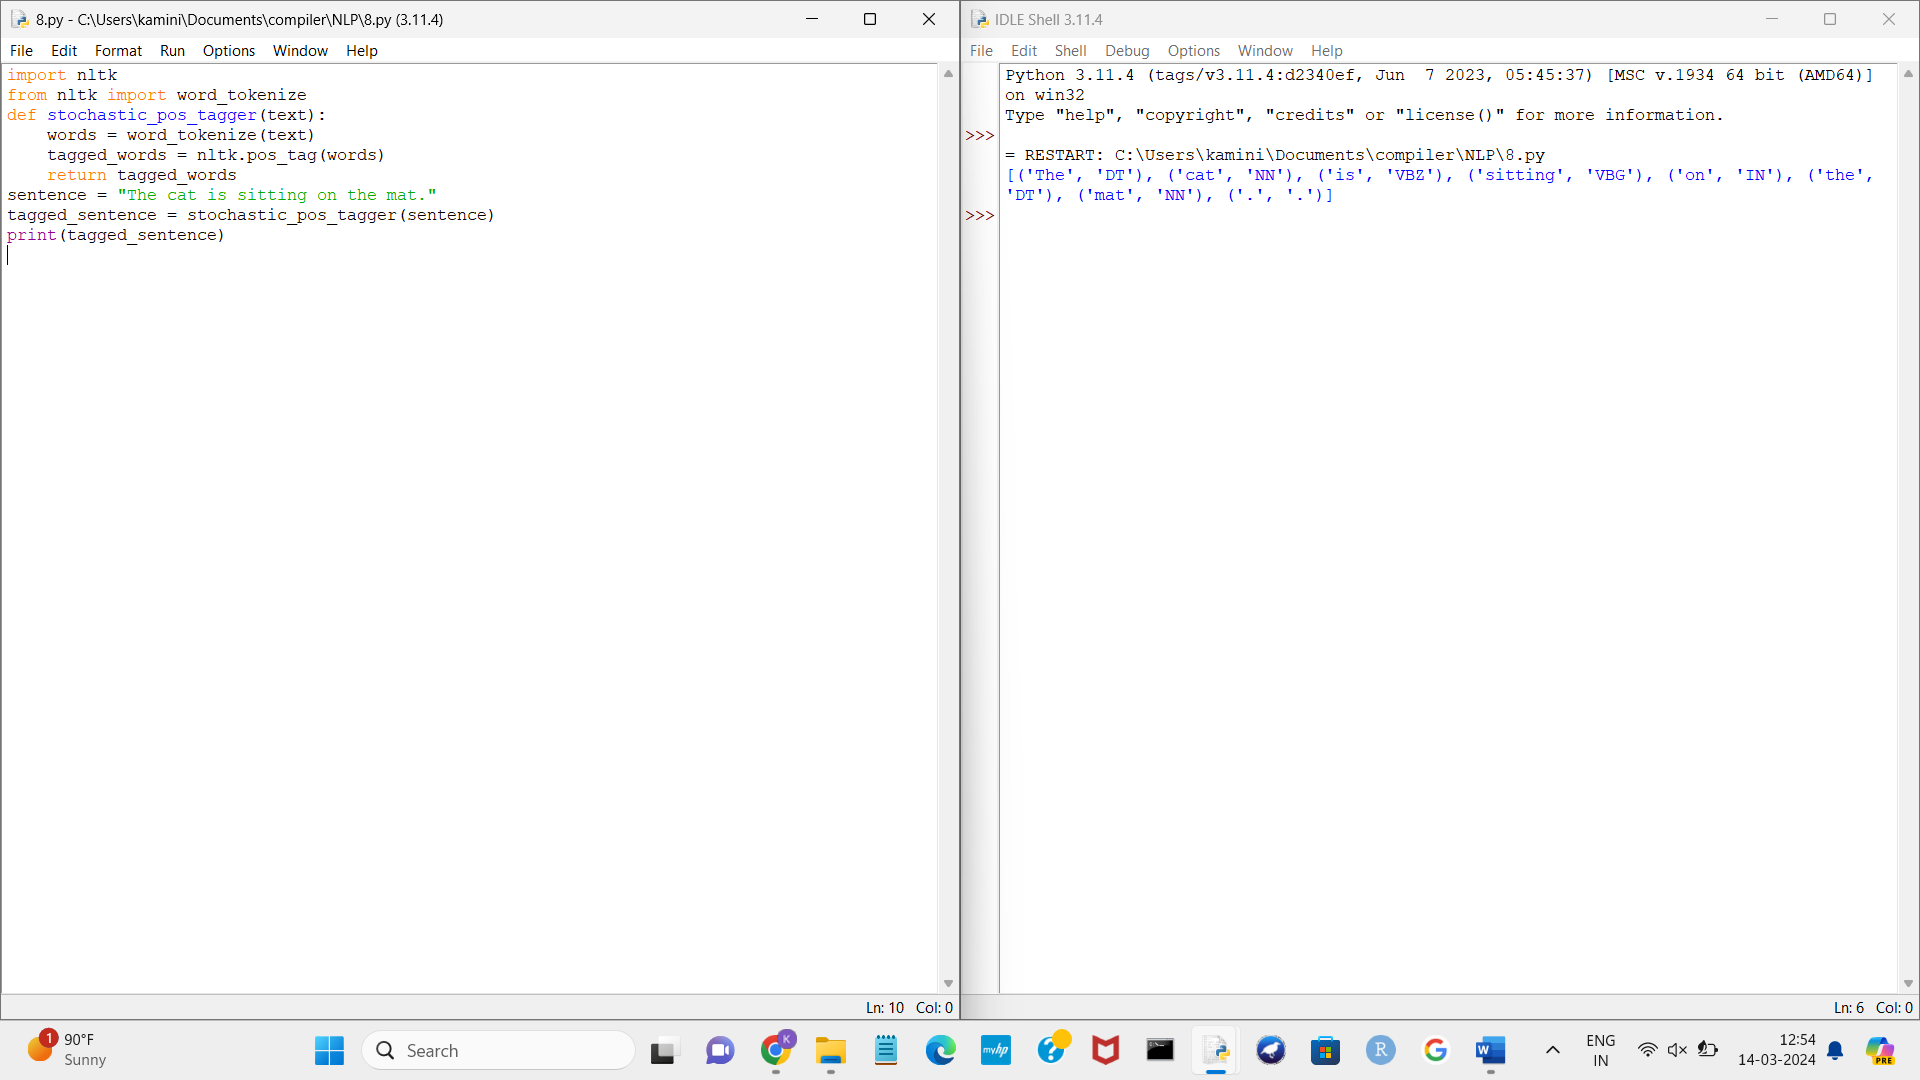 8.py - C:\Users\kamini\Documents\compiler\NLP\8.py (3.11.4)
File Edit Format Run Options Window Help
import nltk
from nltk import word_tokenize
def stochastic_pos_tagger(text):
    words = word_tokenize(text)
    tagged_words = nltk.pos_tag(words)
    return tagged_words
sentence = "The cat is sitting on the mat."
tagged_sentence = stochastic_pos_tagger(sentence)
print(tagged_sentence)
Ln: 10 Col: 0
IDLE Shell 3.11.4
File Edit Shell Debug Options Window Help
Python 3.11.4 (tags/v3.11.4:d2340ef, Jun  7 2023, 05:45:37) [MSC v.1934 64 bit (AMD64)]
on win32
Type "help", "copyright", "credits" or "license()" for more information.
>>>
= RESTART: C:\Users\kamini\Documents\compiler\NLP\8.py
[('The', 'DT'), ('cat', 'NN'), ('is', 'VBZ'), ('sitting', 'VBG'), ('on', 'IN'), ('the',
'DT'), ('mat', 'NN'), ('.', '.')]
>>>
Ln: 6 Col: 0
1
90°F
Sunny
Search
K
myhp
?
R
G
W
ENG
IN
12:54
14-03-2024
PRE